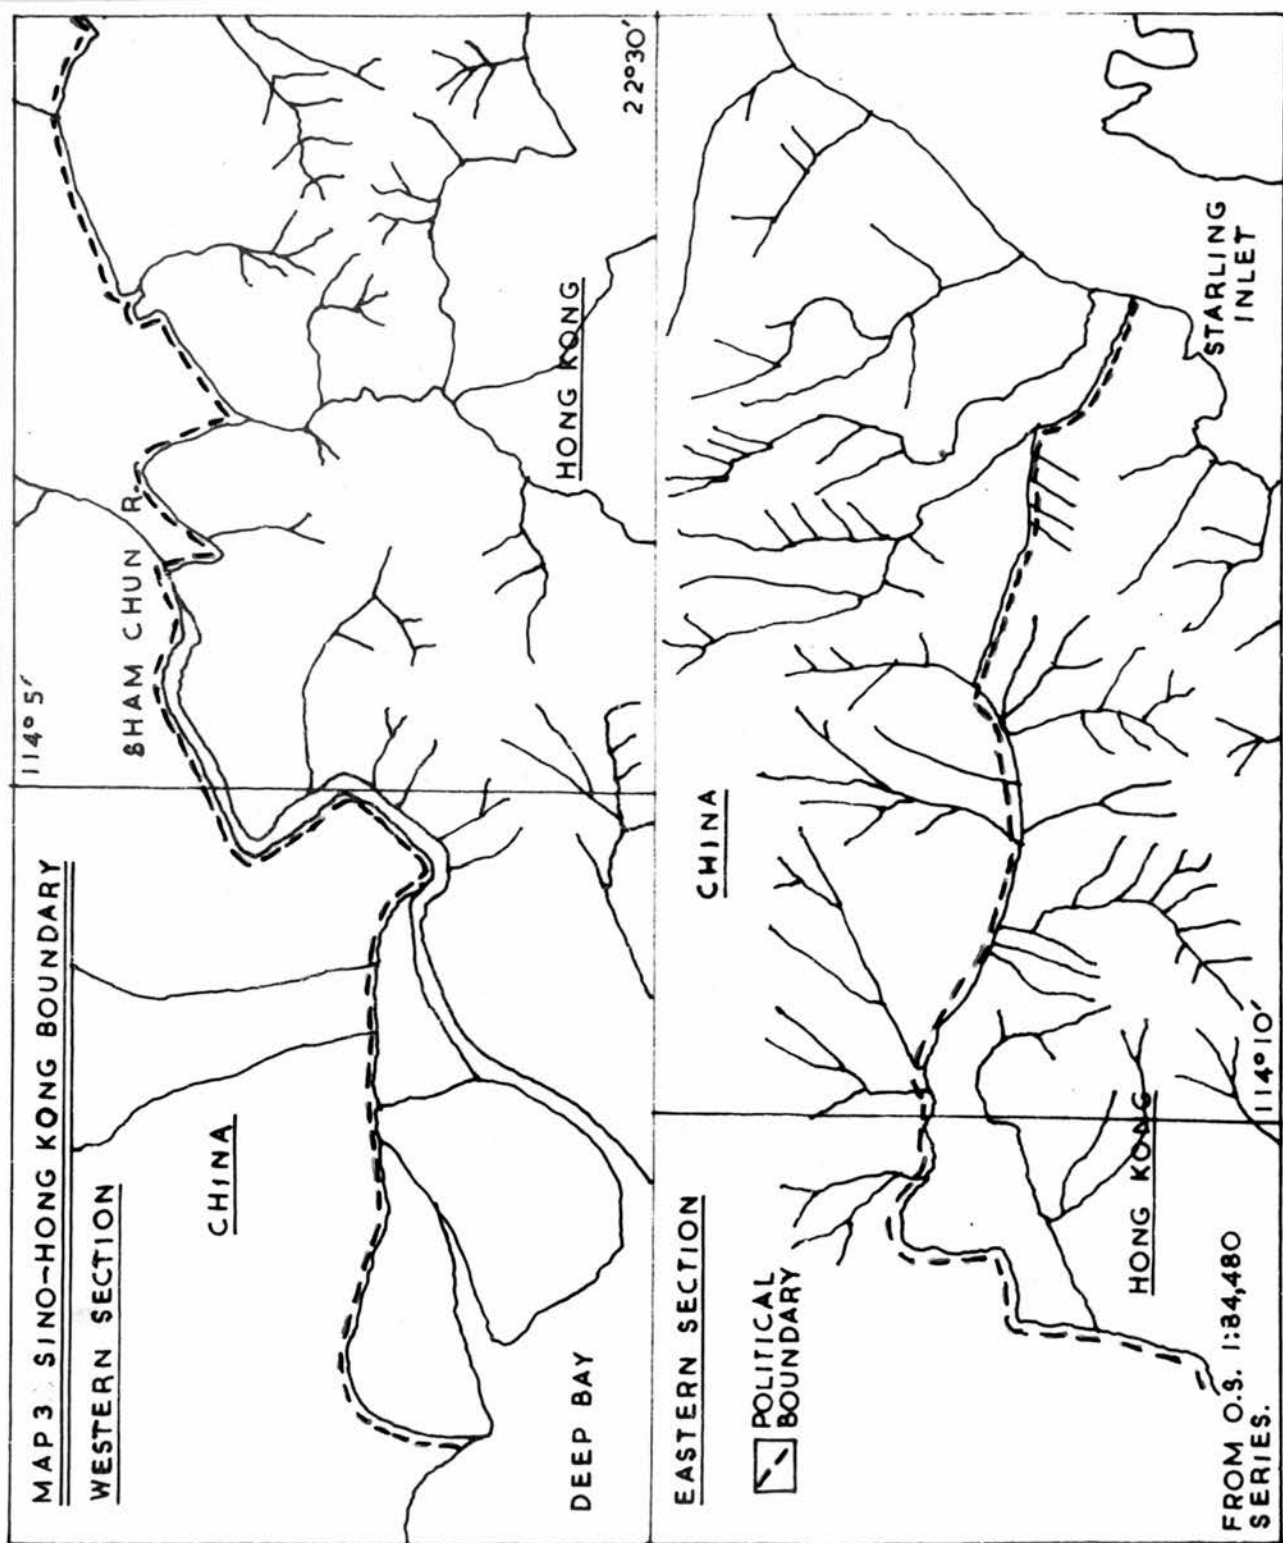 MAP 3 SINO-HONG KONG BOUNDARY
WESTERN SECTION
114° 5′
SHAM CHUN R.
CHINA
HONG KONG
DEEP BAY
22°30′
EASTERN SECTION
CHINA
POLITICAL
BOUNDARY
STARLING
INLET
HONG KONG
FROM O.S. 1:84,480
SERIES.
114°10′